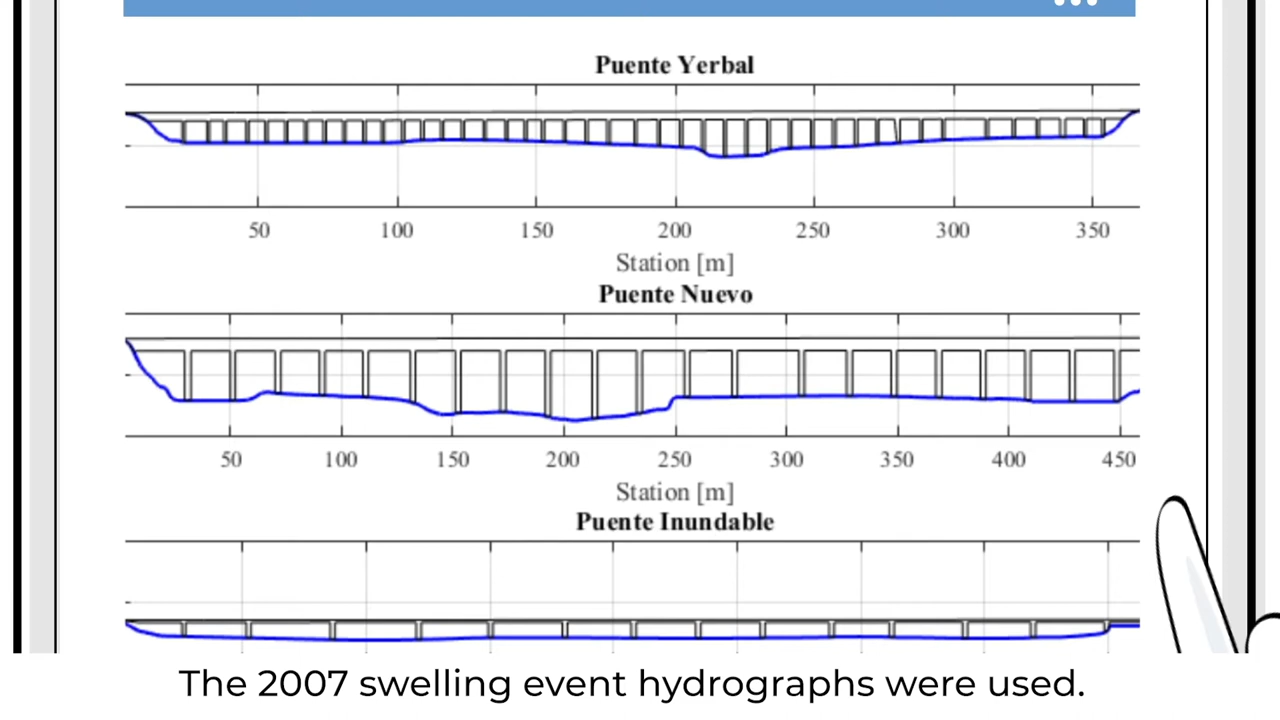 Puente Yerbal
50 100 150 200 250 300 350
Station [m]
Puente Nuevo
50 100 150 200 250 300 350 400 450
Station [m]
Puente Inundable
The 2007 swelling event hydrographs were used.